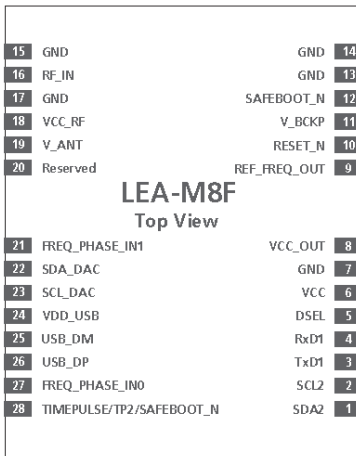 15 GND GND 14
16 RF_IN GND 13
17 GND SAFEBOOT_N 12
18 VCC_RF V_BCKP 11
19 V_ANT RESET_N 10
20 Reserved REF_FREQ_OUT 9
LEA-M8F
Top View
21 FREQ_PHASE_IN1 VCC_OUT 8
22 SDA_DAC GND 7
23 SCL_DAC VCC 6
24 VDD_USB DSEL 5
25 USB_DM RxD1 4
26 USB_DP TxD1 3
27 FREQ_PHASE_IN0 SCL2 2
28 TIMEPULSE/TP2/SAFEBOOT_N SDA2 1